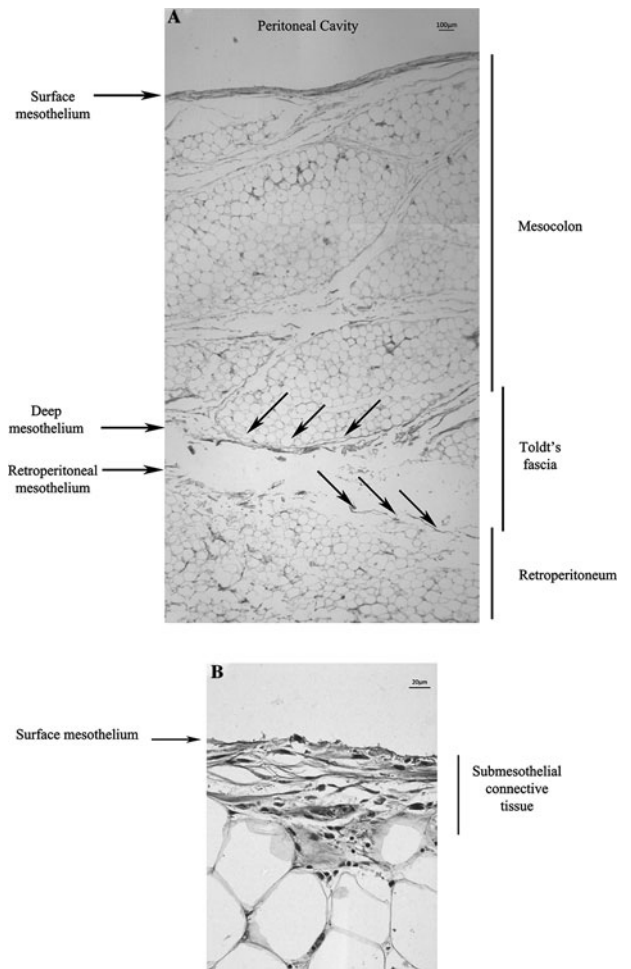 A
Peritoneal Cavity
100µm
Surface
mesothelium
Mesocolon
Deep
mesothelium
Toldt's
fascia
Retroperitoneal
mesothelium
Retroperitoneum
B
20µm
Surface mesothelium
Submesothelial
connective
tissue